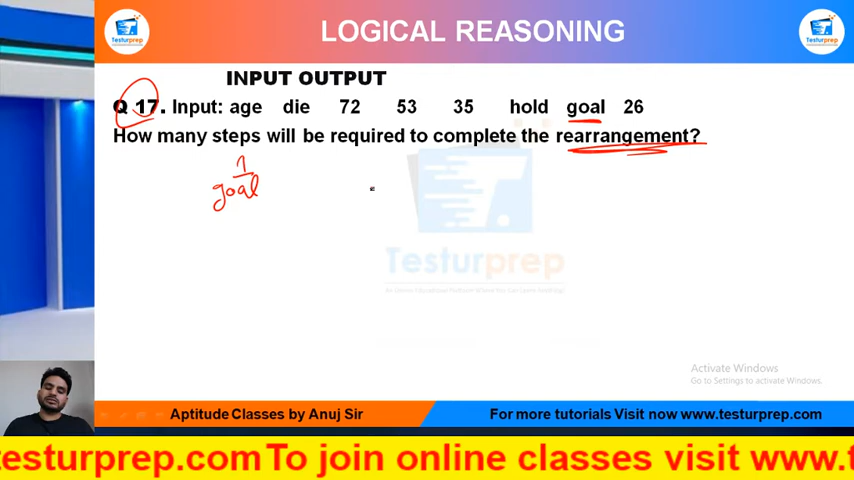 LOGICAL REASONING
Testurprep
Testurprep
INPUT OUTPUT
Q 17. Input: age die 72 53 35 hold goal 26
How many steps will be required to complete the rearrangement?
1
goal
Testurprep
Activate Windows
Go to Settings to activate Windows.
Aptitude Classes by Anuj Sir
For more tutorials Visit now www.testurprep.com
testurprep.com To join online classes visit www.t